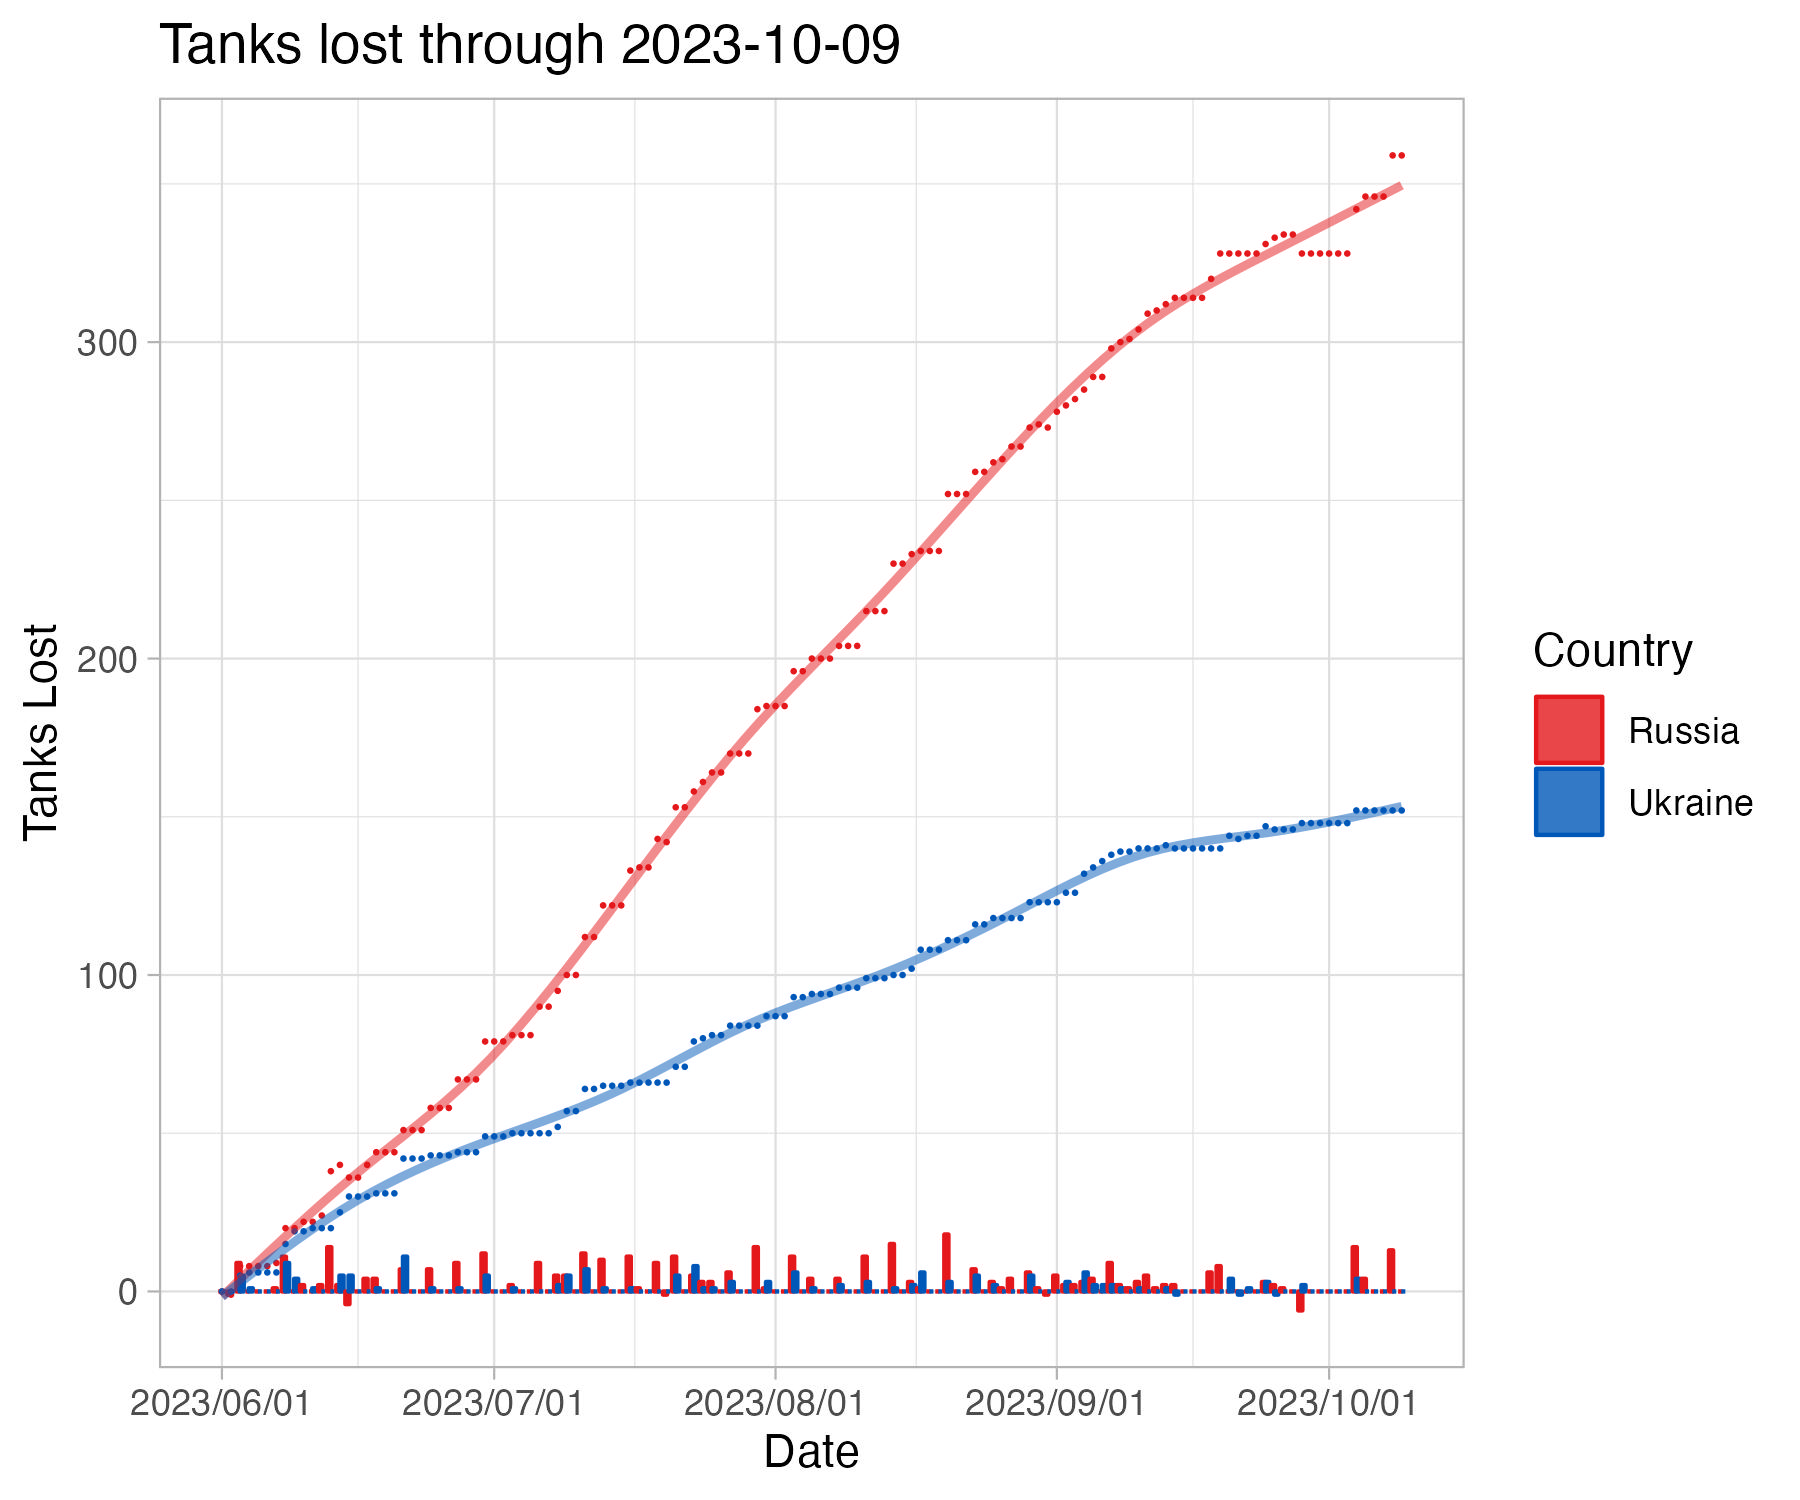 Tanks lost through 2023-10-09
Tanks Lost
300
200
100
0
2023/06/01 2023/07/01 2023/08/01 2023/09/01 2023/10/01
Date
Country
Russia
Ukraine